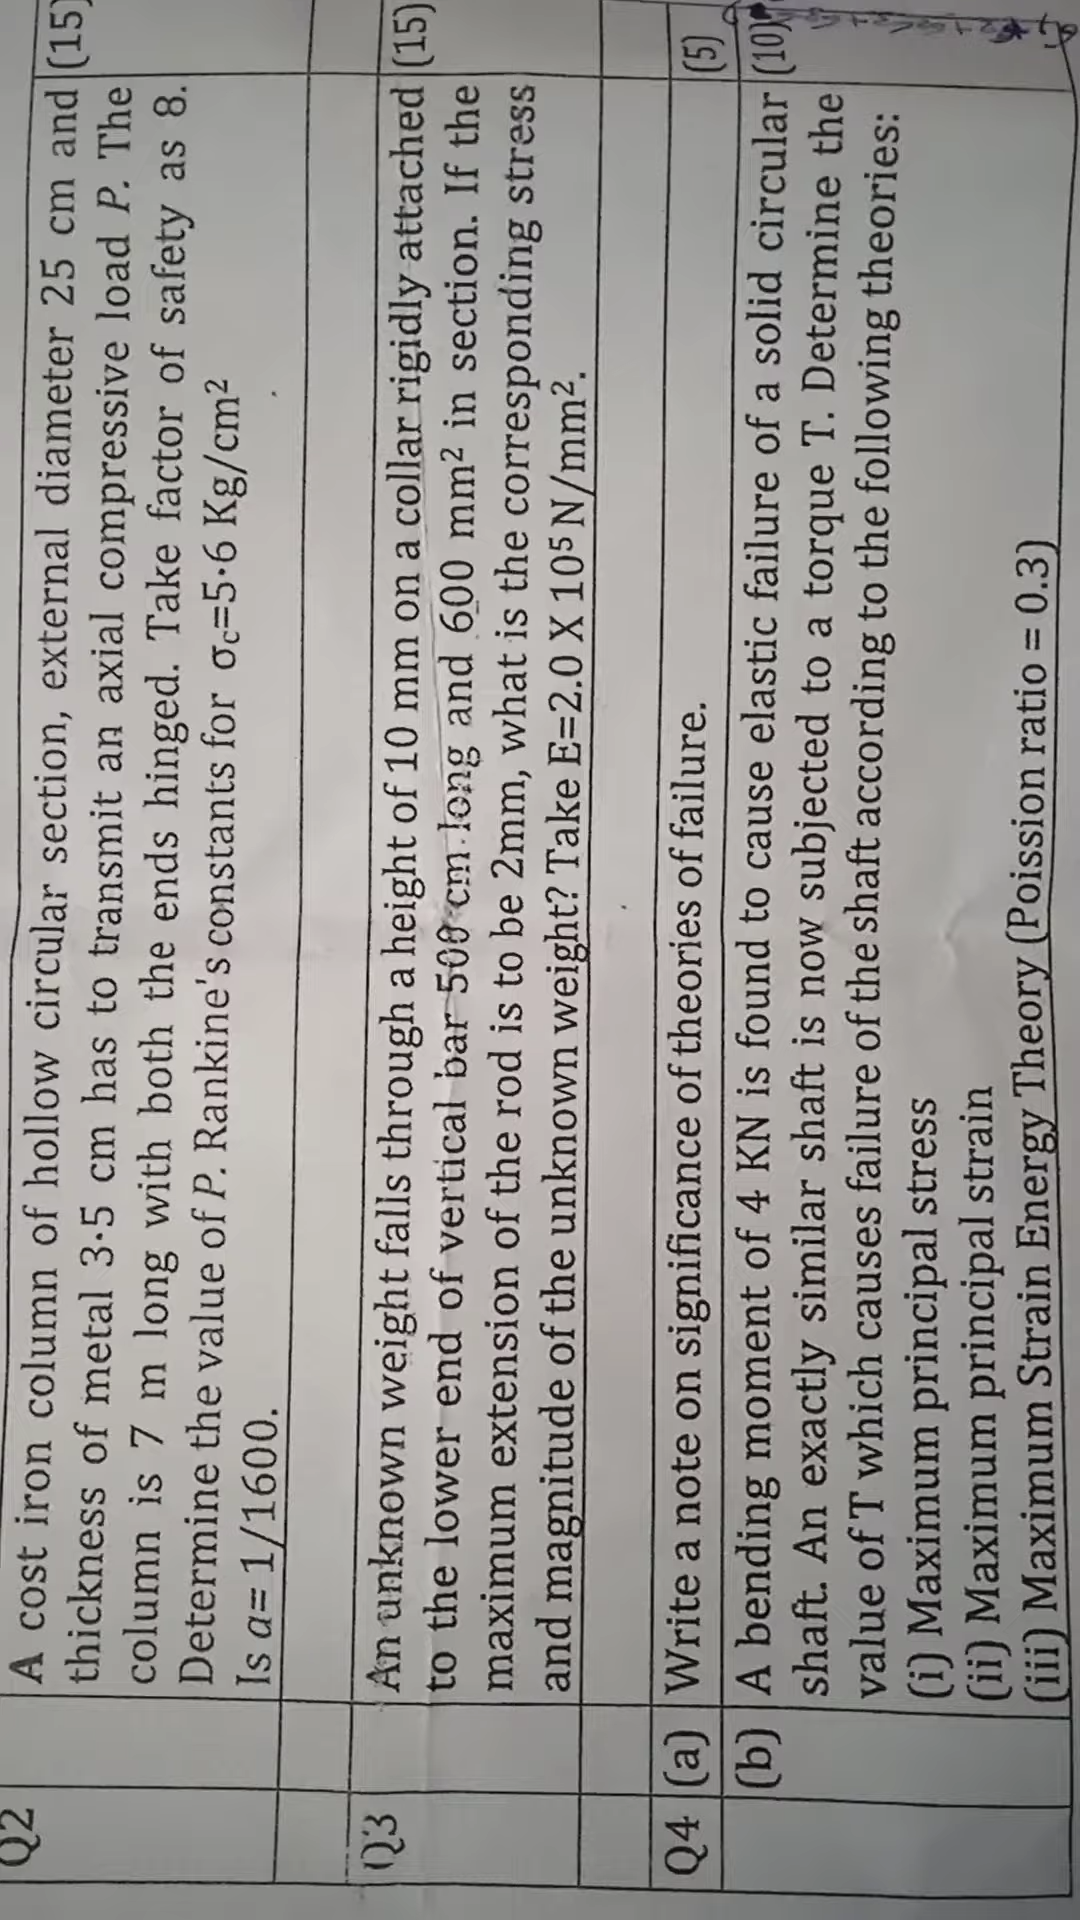 Q2
A cost iron column of hollow circular section, external diameter 25 cm and (15)
thickness of metal 3·5 cm has to transmit an axial compressive load P. The
column is 7 m long with both the ends hinged. Take factor of safety as 8.
Determine the value of P. Rankine's constants for σc=5·6 Kg/cm²
Is a= 1/1600.
Q3 An unknown weight falls through a height of 10 mm on a collar rigidly attached (15)
to the lower end of vertical bar 500 cm long and 600 mm² in section. If the
maximum extension of the rod is to be 2mm, what is the corresponding stress
and magnitude of the unknown weight? Take E=2.0 X 10⁵ N/mm².
Q4 (a) Write a note on significance of theories of failure. (5)
(b) A bending moment of 4 KN is found to cause elastic failure of a solid circular (10)
shaft. An exactly similar shaft is now subjected to a torque T. Determine the
value of T which causes failure of the shaft according to the following theories:
(i) Maximum principal stress
(ii) Maximum principal strain
(iii) Maximum Strain Energy Theory (Poission ratio = 0.3)